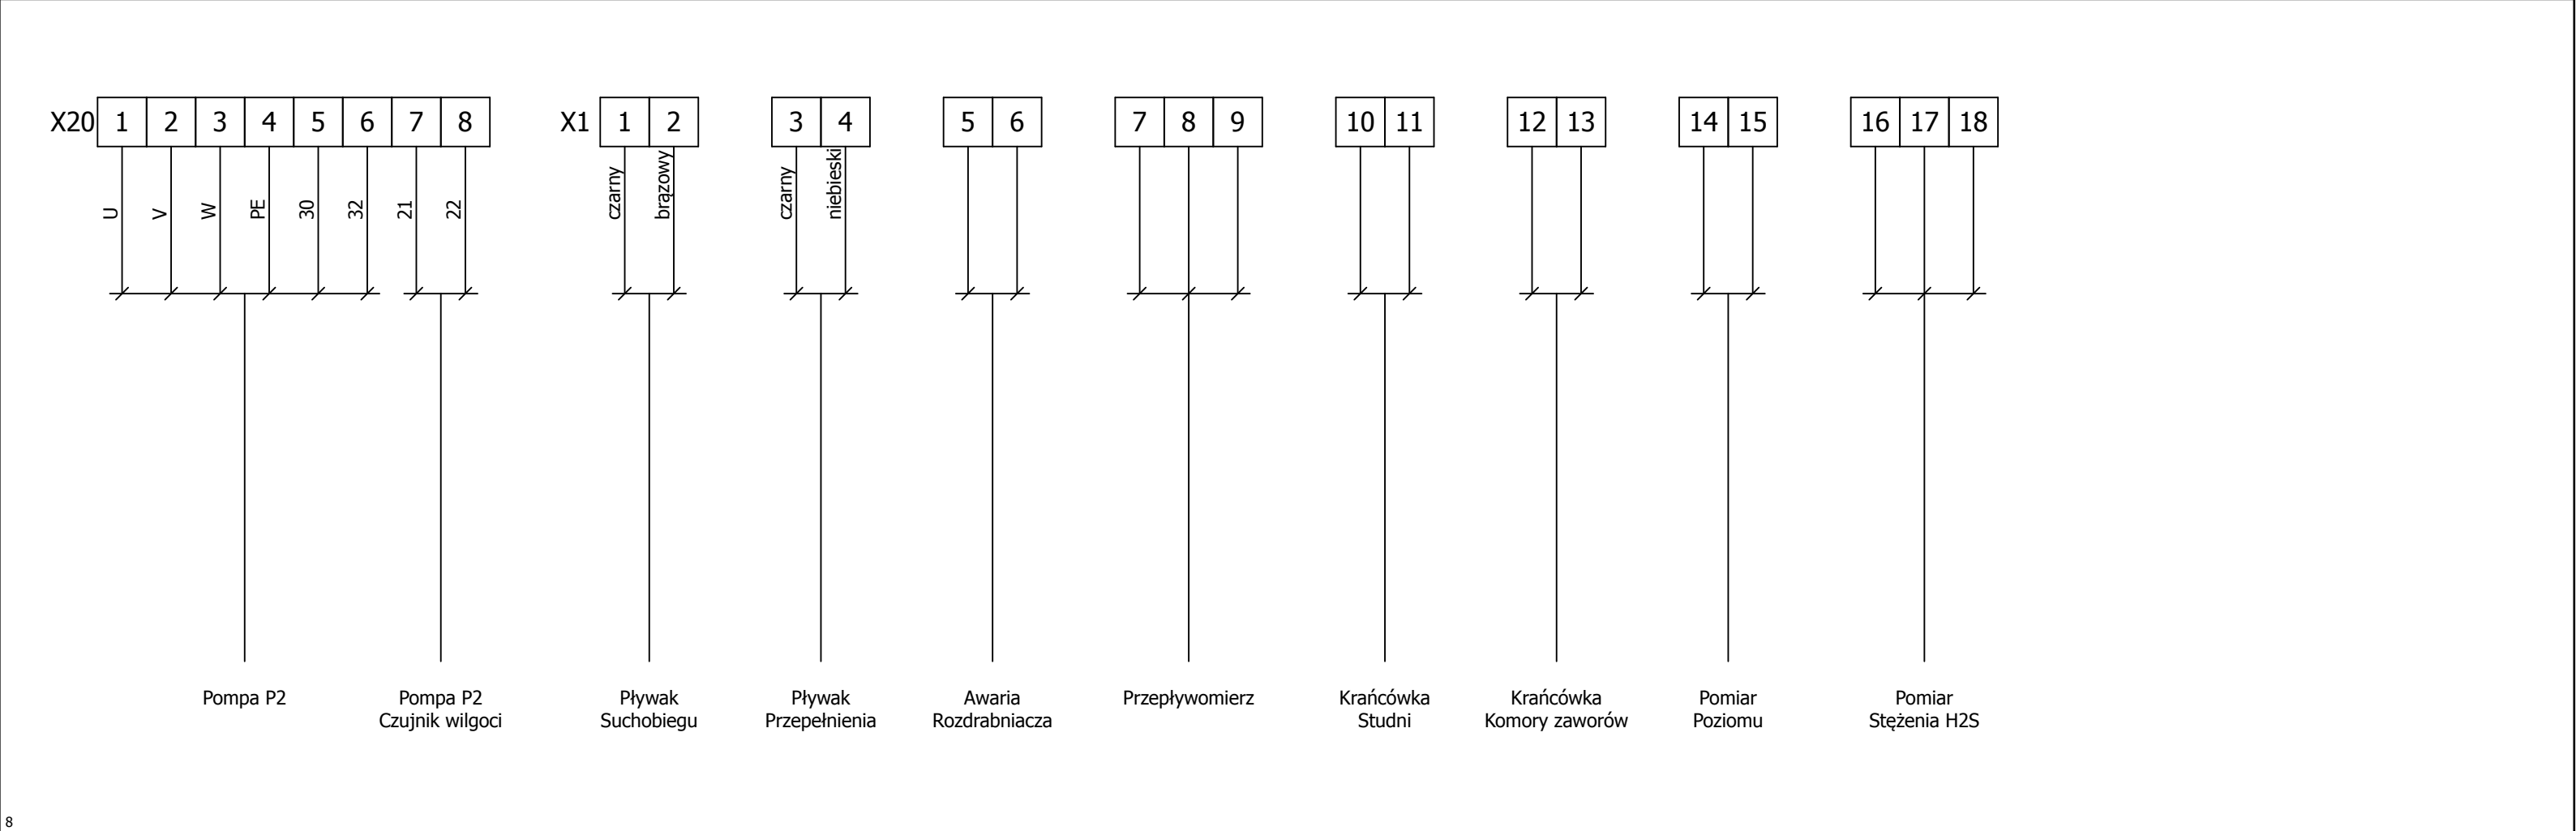 X20 1 2 3 4 5 6 7 8 X1 1 2 3 4 5 6 7 8 9 10 11 12 13 14 15 16 17 18
U V W PE 30 32 21 22 czarny brązowy czarny niebieski
Pompa P2
Pompa P2
Czujnik wilgoci
Pływak
Suchobiegu
Pływak
Przepełnienia
Awaria
Rozdrabniacza
Przepływomierz
Krańcówka
Studni
Krańcówka
Komory zaworów
Pomiar
Poziomu
Pomiar
Stężenia H2S
8